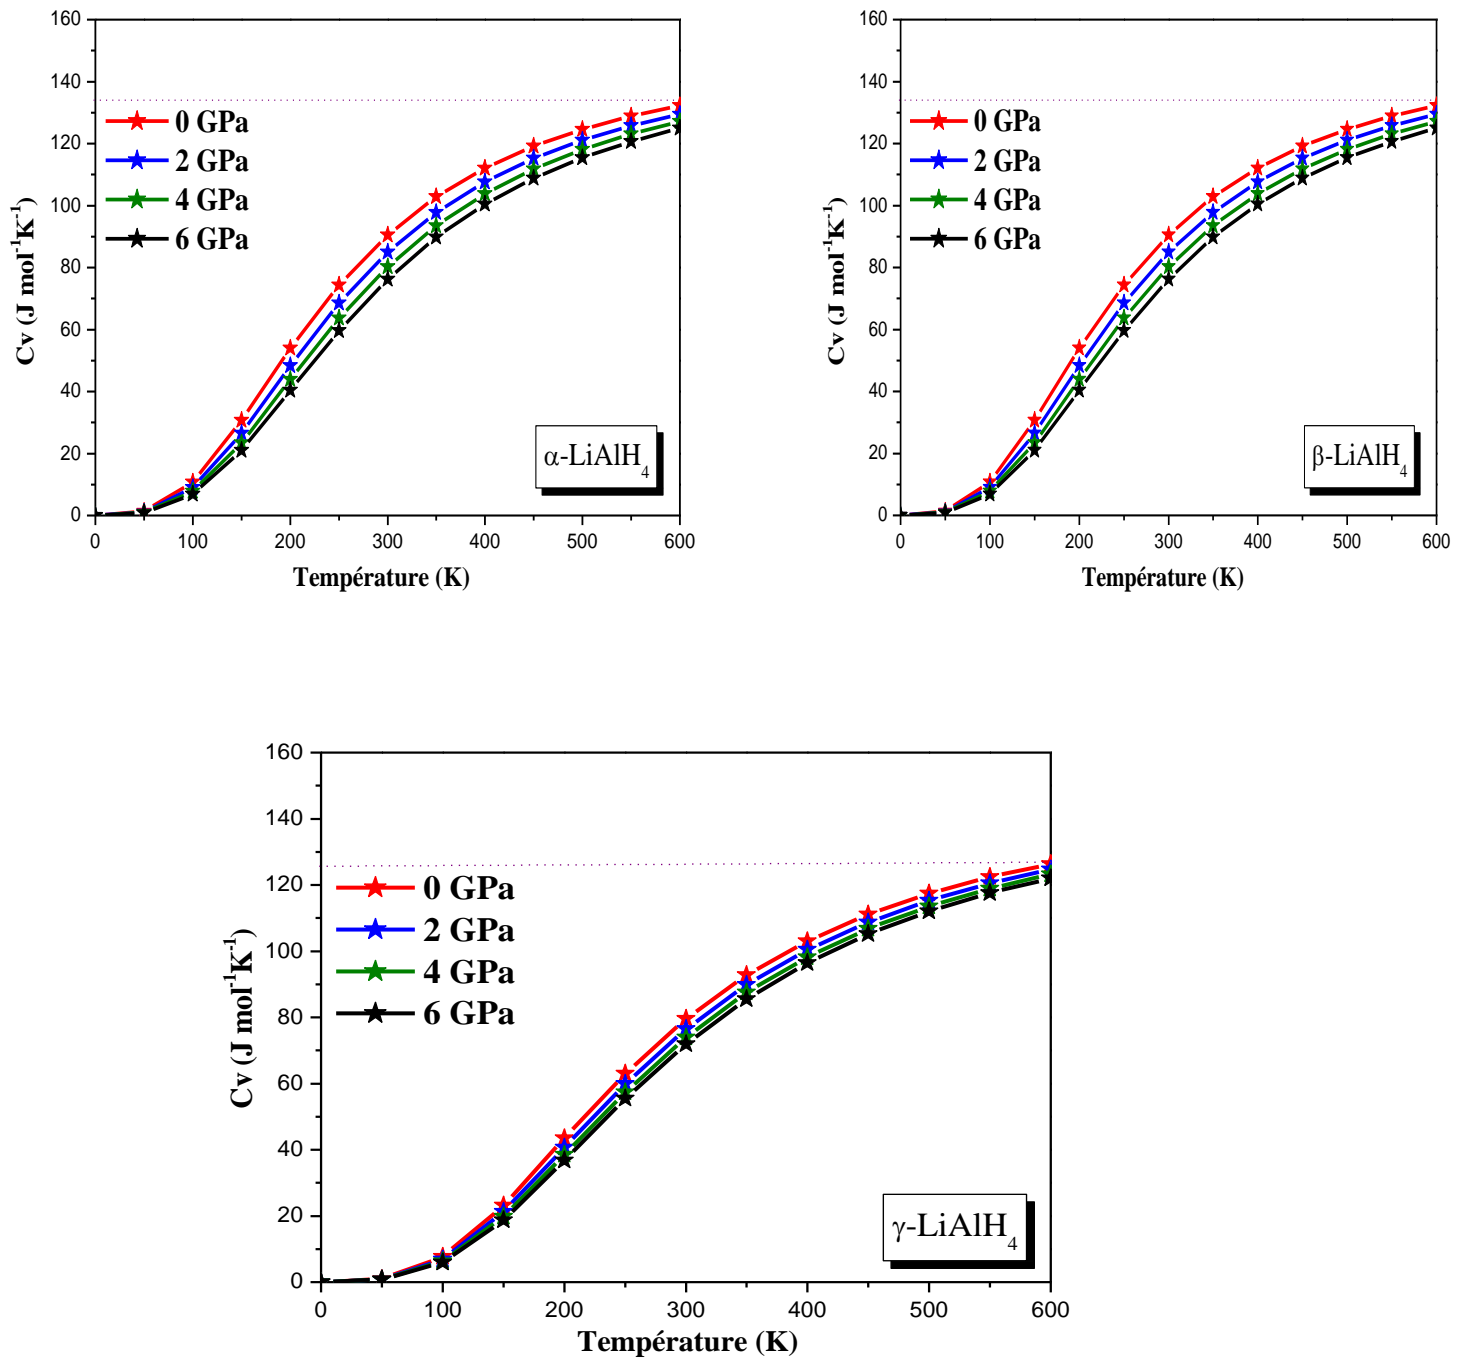 160
140
120
100
80
60
40
20
0
Cv (J mol⁻¹K⁻¹)
0 GPa
2 GPa
4 GPa
6 GPa
α-LiAlH₄
0 100 200 300 400 500 600
Température (K)
160
140
120
100
80
60
40
20
0
Cv (J mol⁻¹K⁻¹)
0 GPa
2 GPa
4 GPa
6 GPa
β-LiAlH₄
0 100 200 300 400 500 600
Température (K)
160
140
120
100
80
60
40
20
0
Cv (J mol⁻¹K⁻¹)
0 GPa
2 GPa
4 GPa
6 GPa
γ-LiAlH₄
0 100 200 300 400 500 600
Température (K)